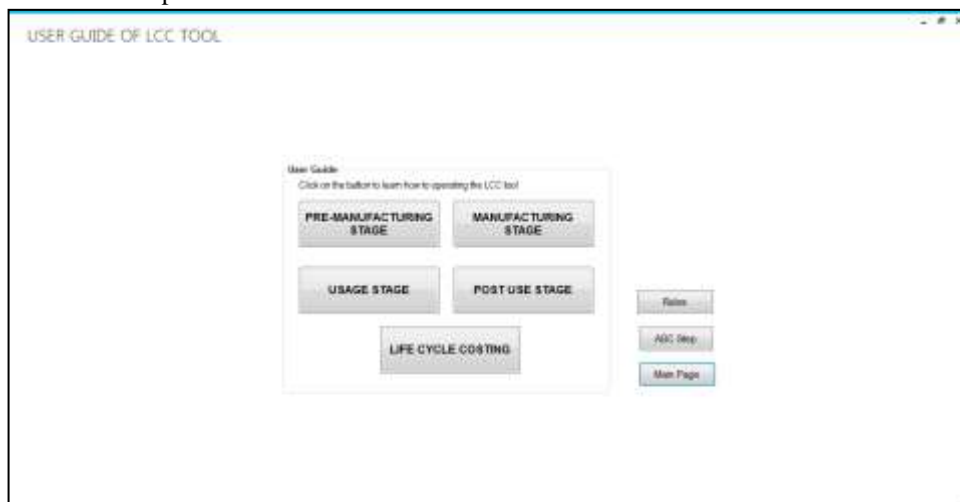 USER GUIDE OF LCC TOOL
User Guide
Click on the button to learn how to operating the LCC tool
PRE-MANUFACTURING
STAGE
MANUFACTURING
STAGE
USAGE STAGE
POST USE STAGE
LIFE CYCLE COSTING
Rules
ABC Step
Main Page